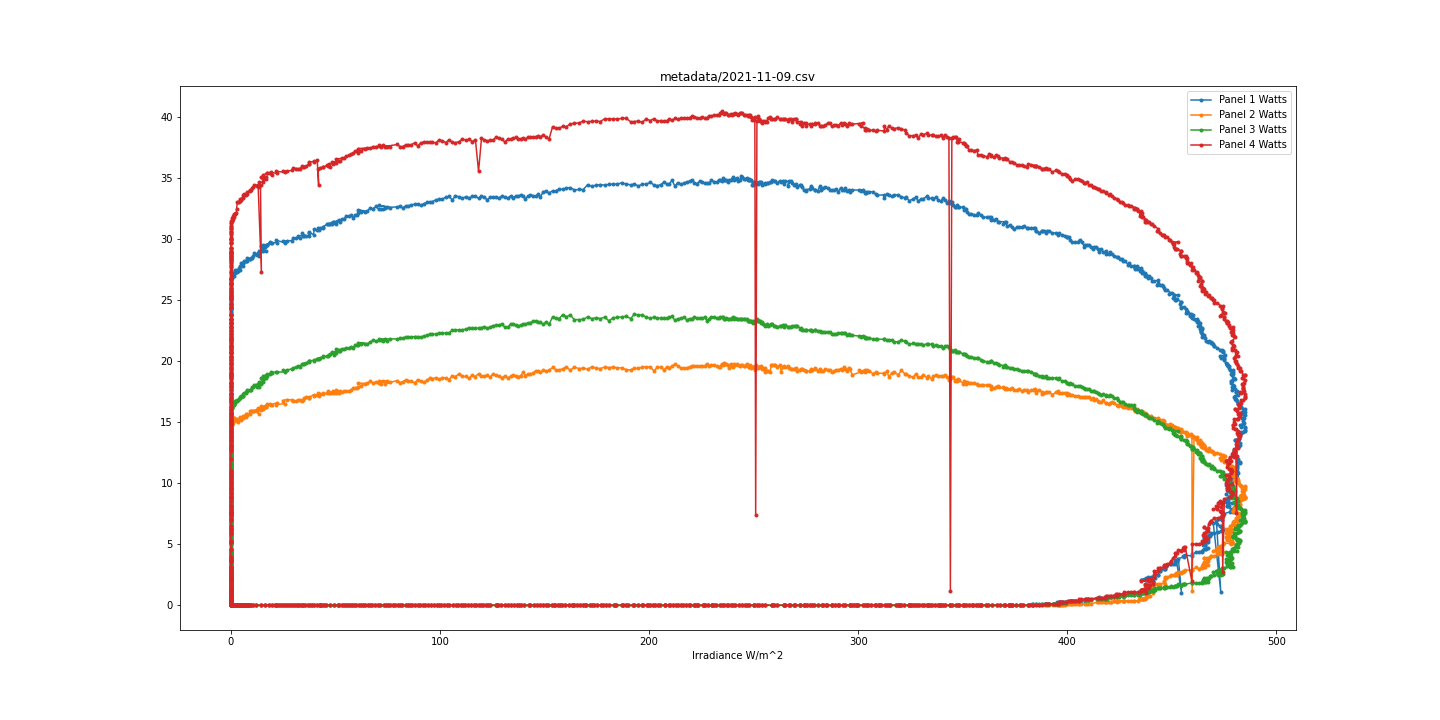 metadata/2021-11-09.csv
Panel 1 Watts
Panel 2 Watts
Panel 3 Watts
Panel 4 Watts
40
35
30
25
20
15
10
5
0
0 100 200 300 400 500
Irradiance W/m^2